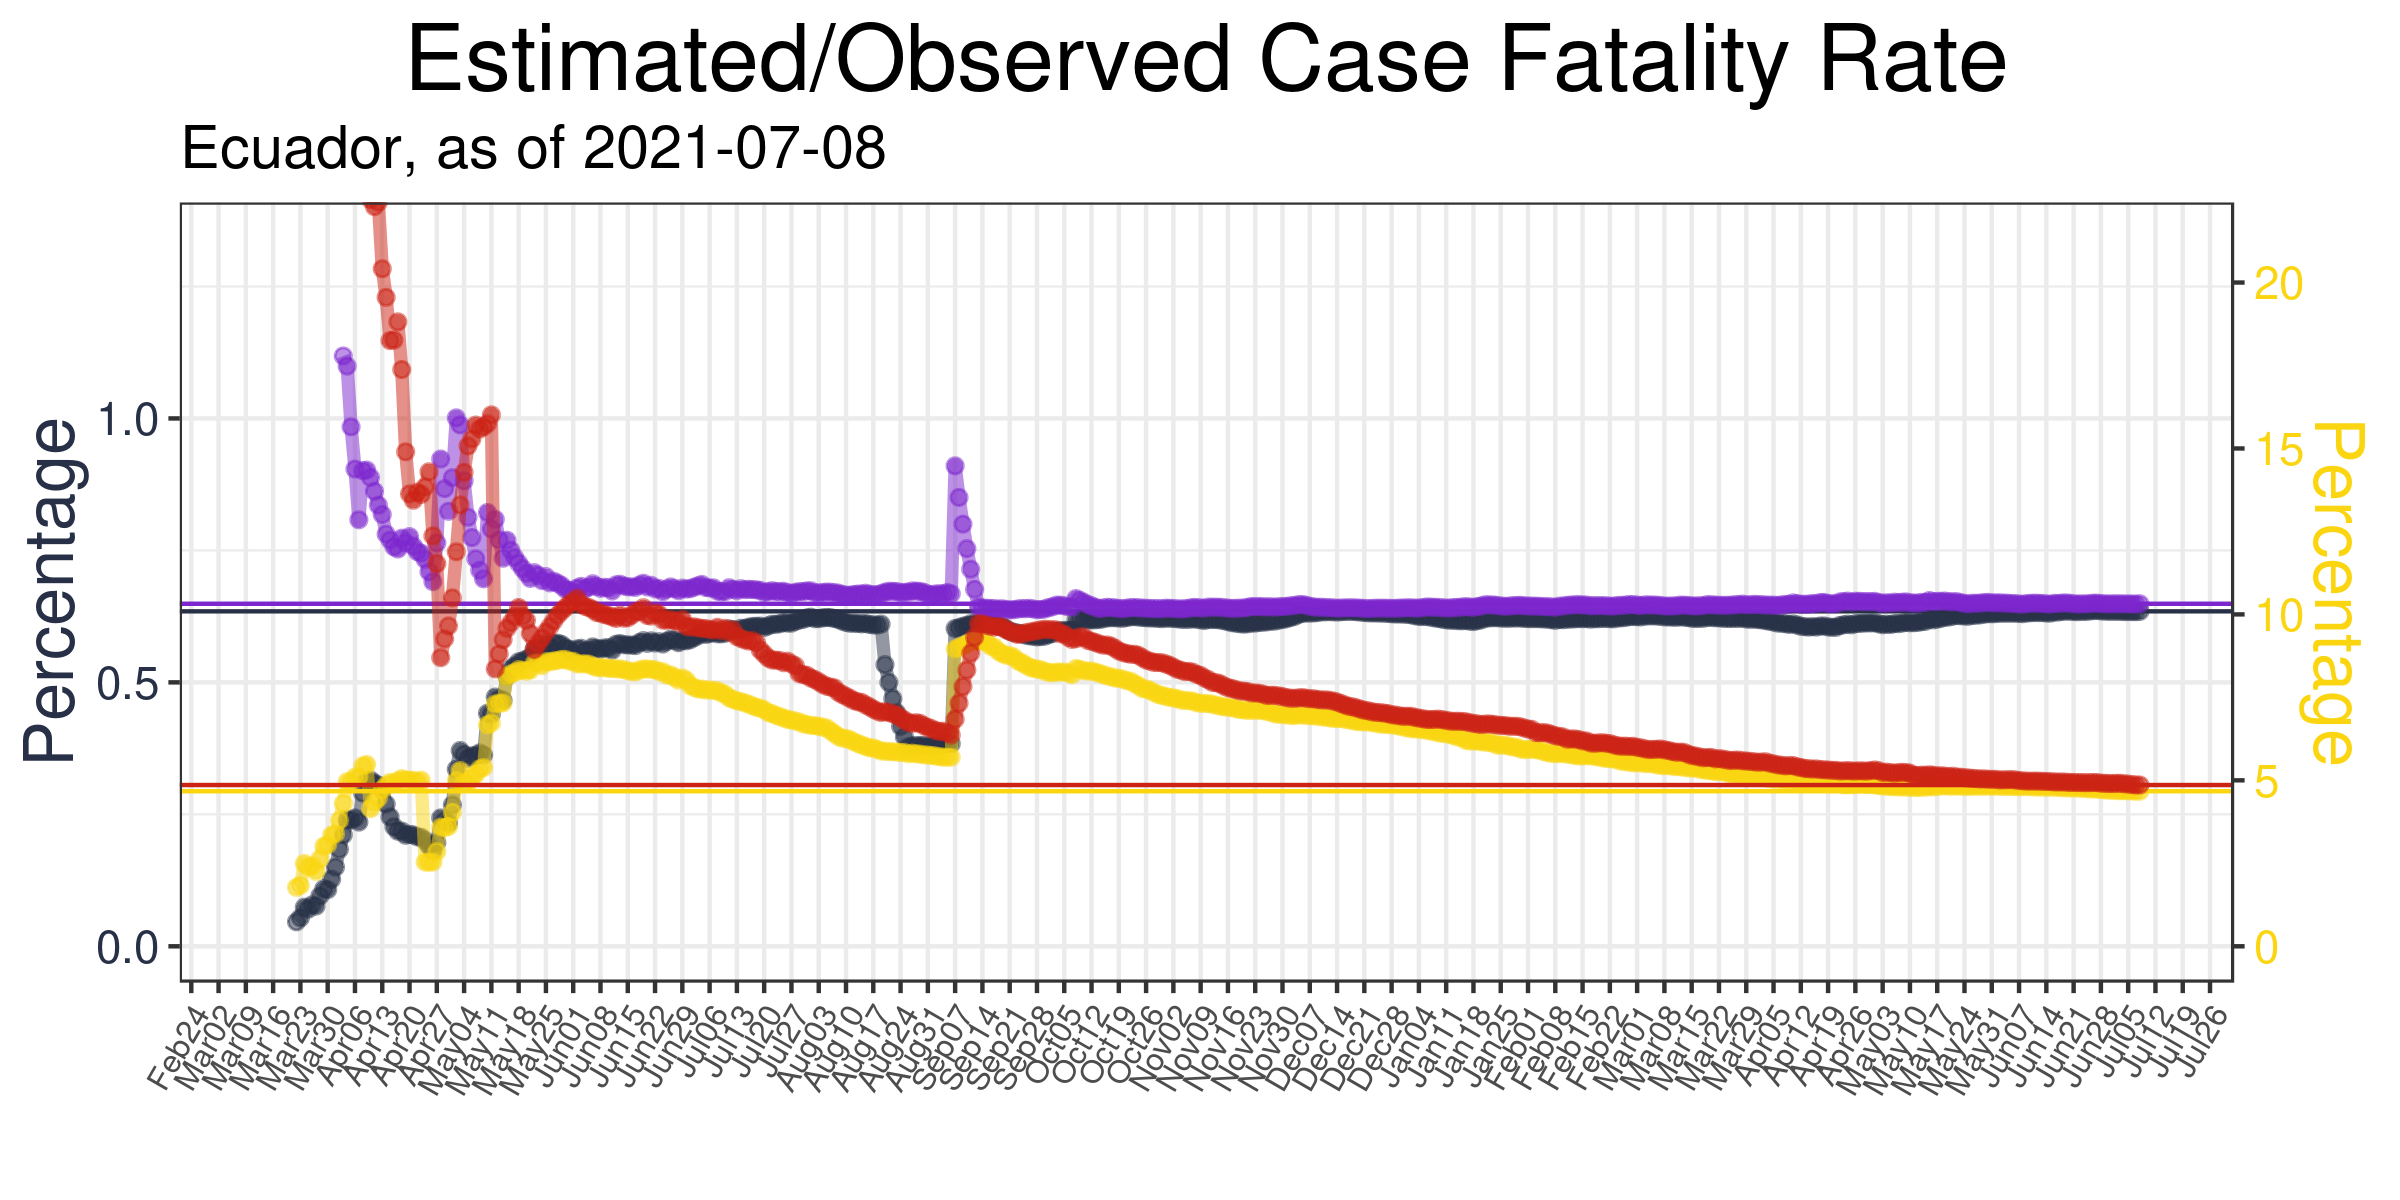 Estimated/Observed Case Fatality Rate
Ecuador, as of 2021-07-08
Percentage
1.0
0.5
0.0
20
15
10
5
0
Percentage
Feb24
Mar02
Mar09
Mar16
Mar23
Mar30
Apr06
Apr13
Apr20
Apr27
May04
May11
May18
May25
Jun01
Jun08
Jun15
Jun22
Jun29
Jul06
Jul13
Jul20
Jul27
Aug03
Aug10
Aug17
Aug24
Aug31
Sep07
Sep14
Sep21
Sep28
Oct05
Oct12
Oct19
Oct26
Nov02
Nov09
Nov16
Nov23
Nov30
Dec07
Dec14
Dec21
Dec28
Jan04
Jan11
Jan18
Jan25
Feb01
Feb08
Feb15
Feb22
Mar01
Mar08
Mar15
Mar22
Mar29
Apr05
Apr12
Apr19
Apr26
May03
May10
May17
May24
May31
Jun07
Jun14
Jun21
Jun28
Jul05
Jul12
Jul19
Jul26